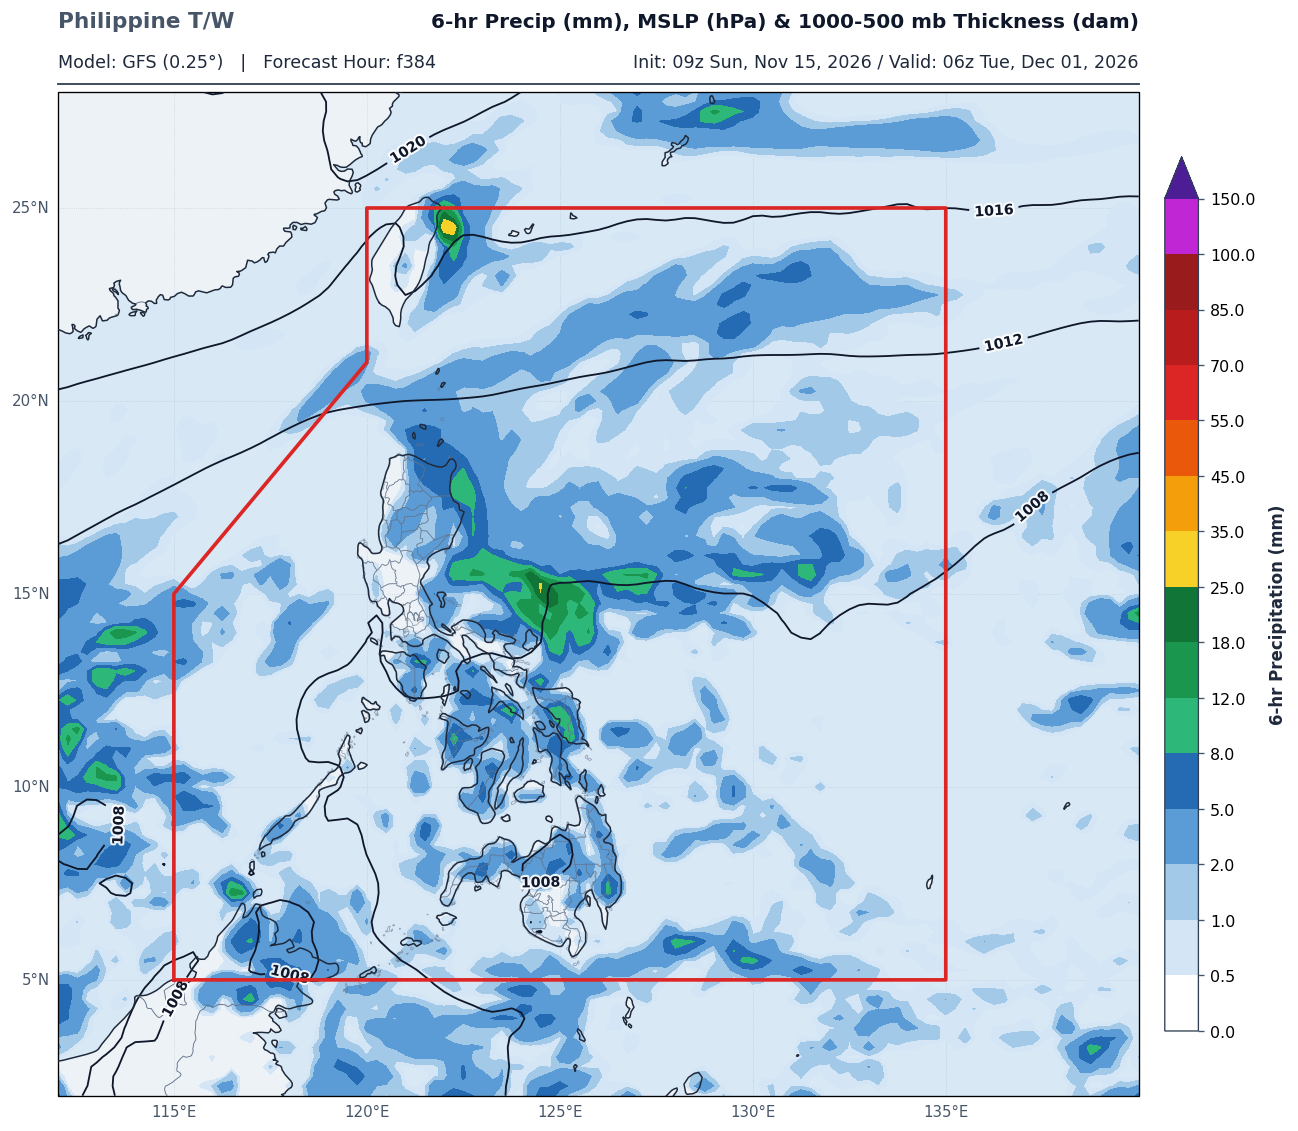 Philippine T/W
6-hr Precip (mm), MSLP (hPa) & 1000-500 mb Thickness (dam)
Model: GFS (0.25°) | Forecast Hour: f384
Init: 09z Sun, Nov 15, 2026 / Valid: 06z Tue, Dec 01, 2026
1020
1016
1012
1008
1008
1008
1008
1008
25°N
20°N
15°N
10°N
5°N
115°E
120°E
125°E
130°E
135°E
150.0
100.0
85.0
70.0
55.0
45.0
35.0
25.0
18.0
12.0
8.0
5.0
2.0
1.0
0.5
0.0
6-hr Precipitation (mm)